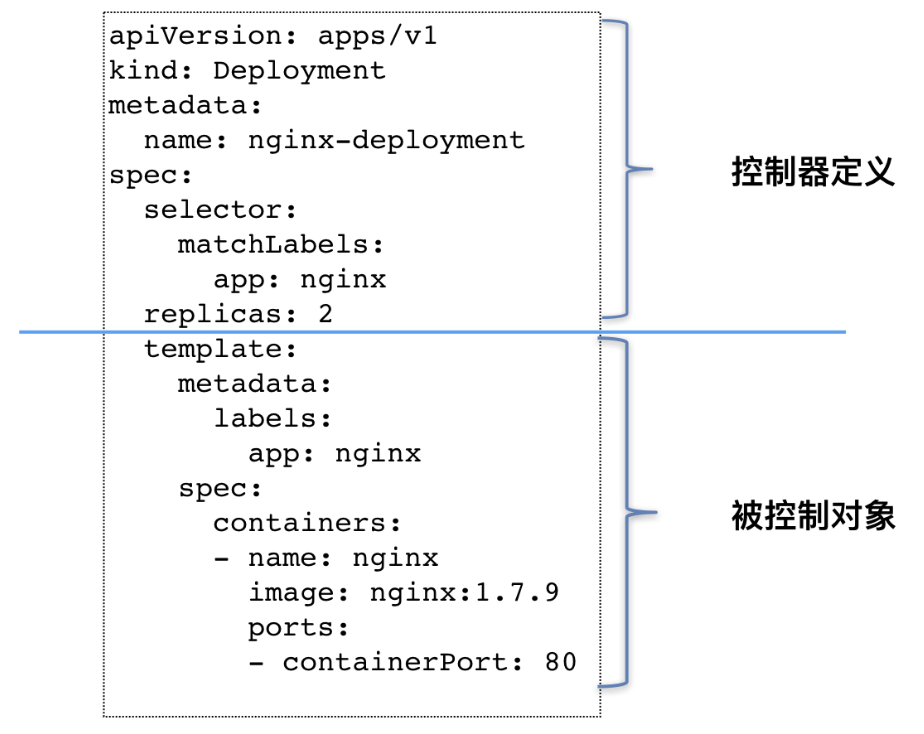 apiVersion: apps/v1
kind: Deployment
metadata:
  name: nginx-deployment
spec:
  selector:
    matchLabels:
      app: nginx
  replicas: 2
控制器定义
  template:
    metadata:
      labels:
        app: nginx
    spec:
      containers:
      - name: nginx
        image: nginx:1.7.9
        ports:
        - containerPort: 80
被控制对象